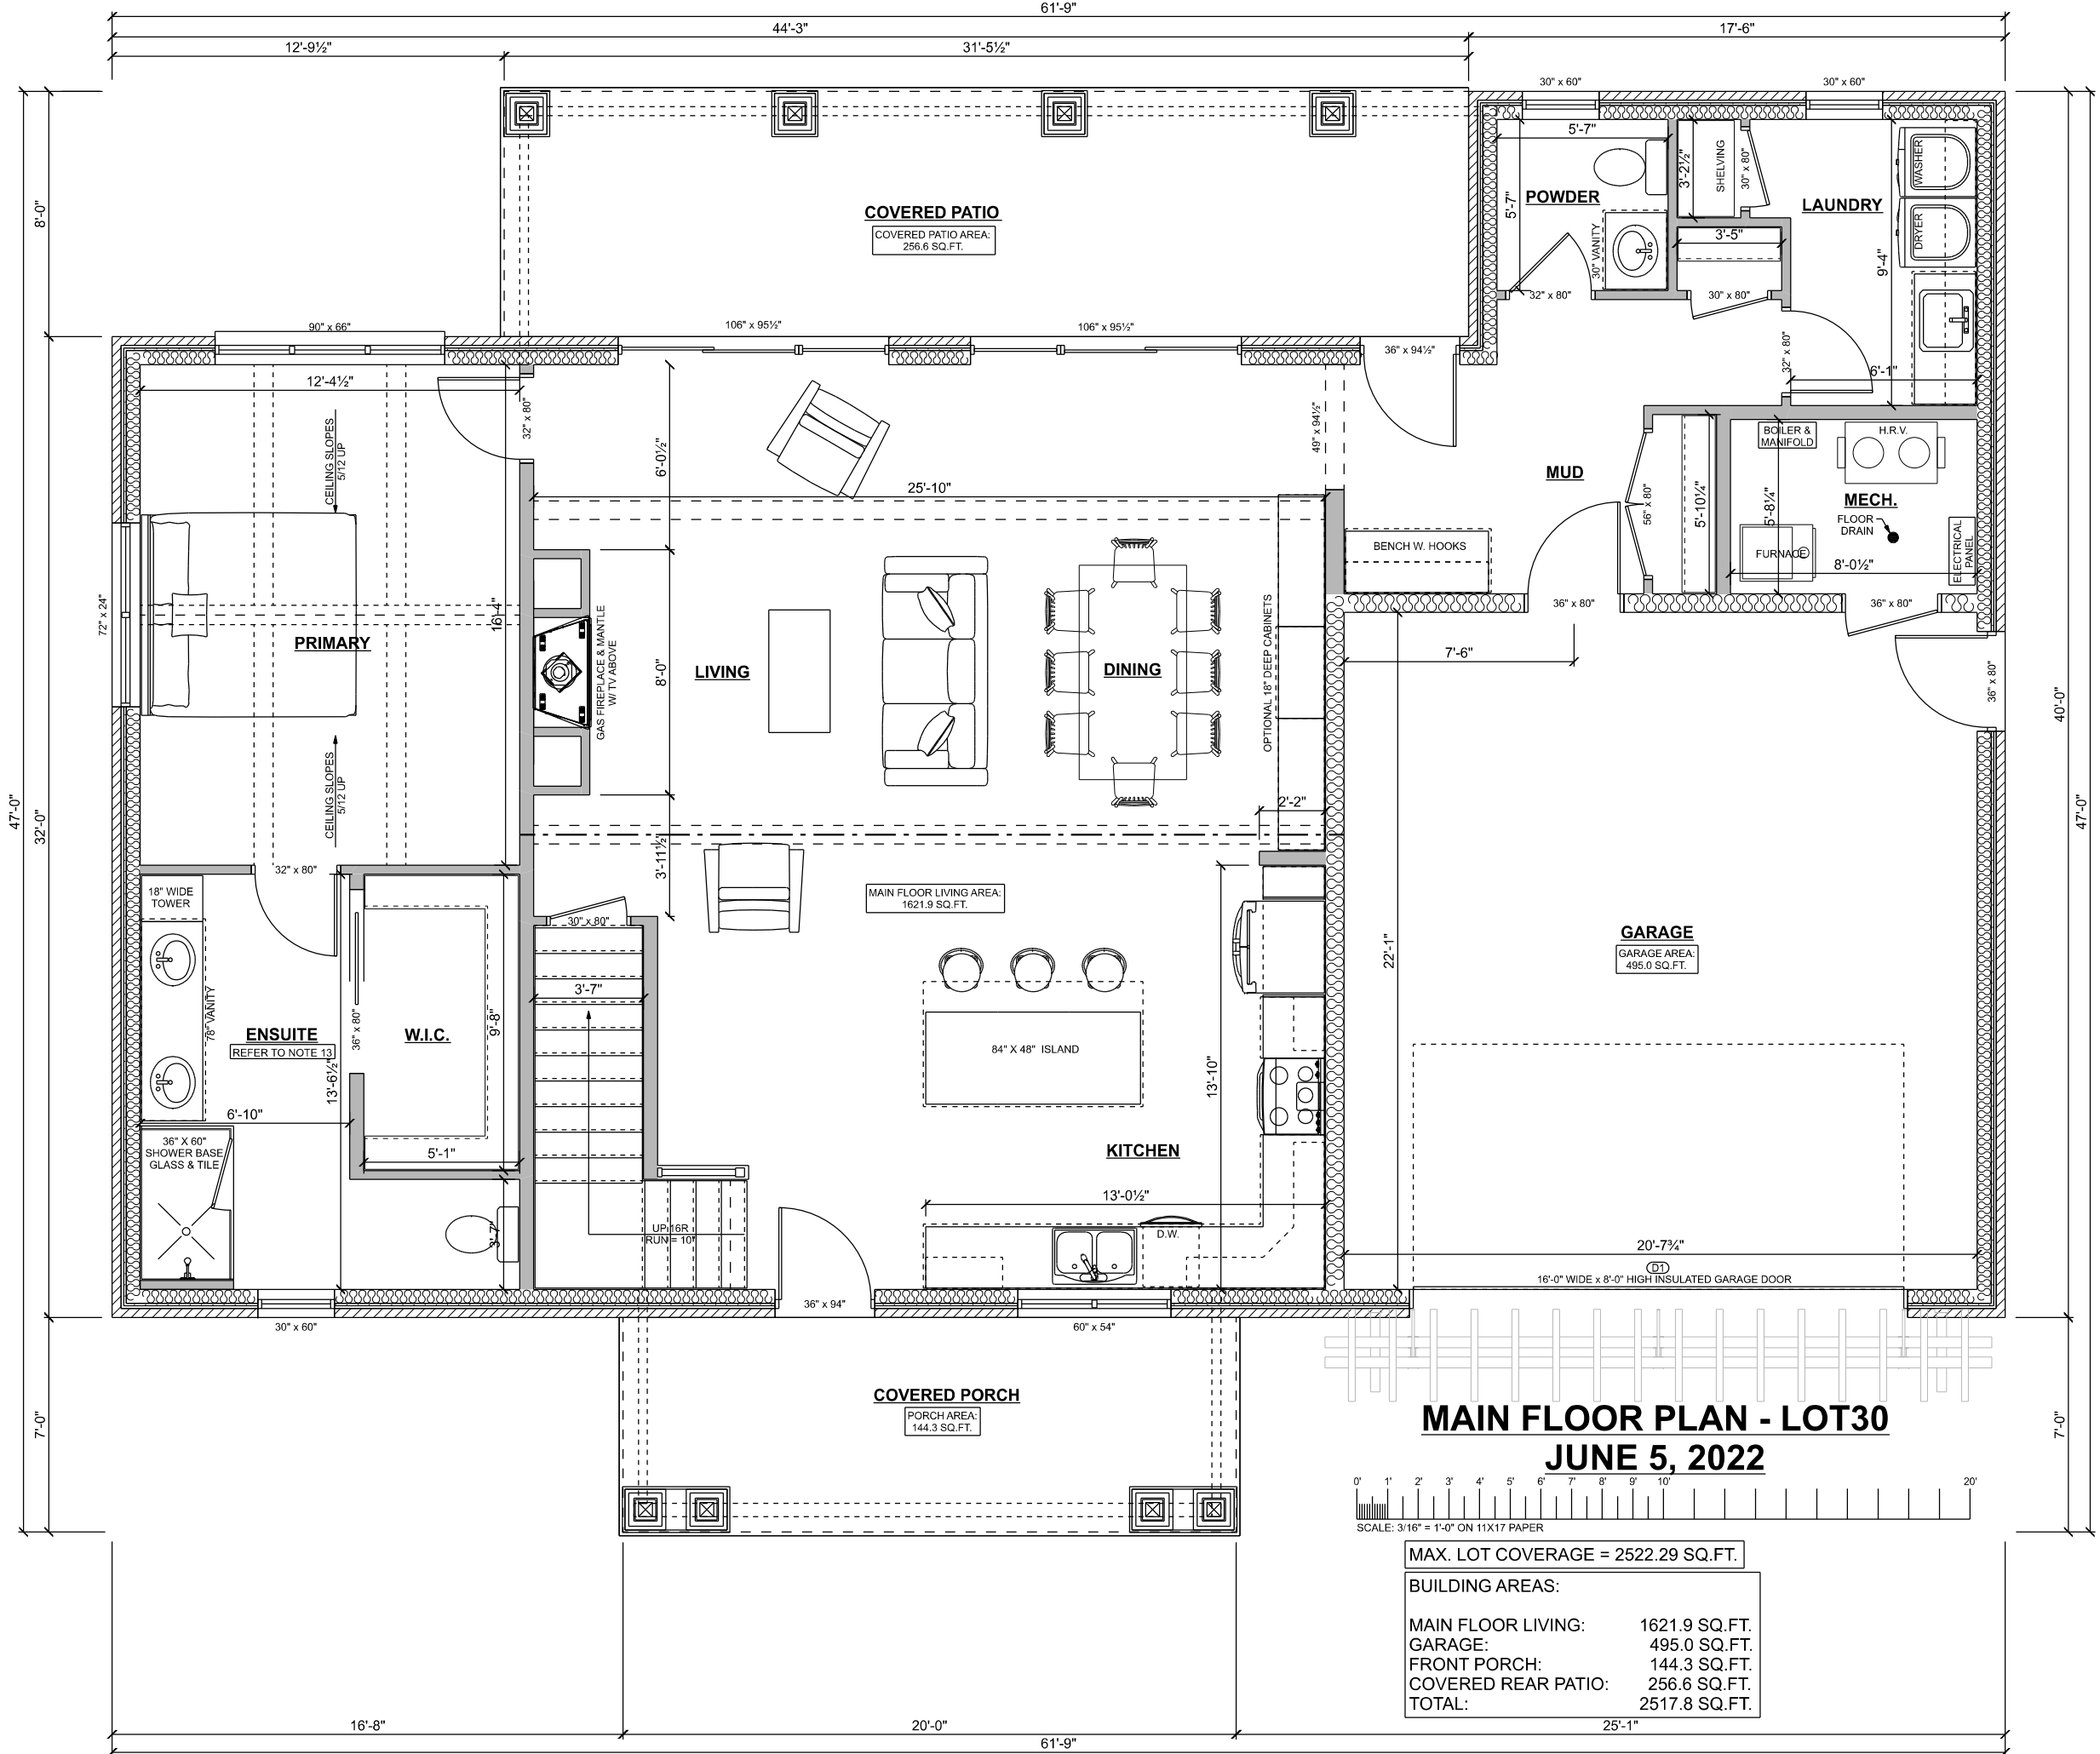 61'-9"
44'-3"
17'-6"
12'-9½"
31'-5½"
30" x 60"
30" x 60"
5'-7"
5'-7"
3'-2½"
SHELVING
30" x 80"
WASHER
DRYER
POWDER
LAUNDRY
30" VANITY
3'-5"
9'-4"
32" x 80"
30" x 80"
32" x 80"
6'-1"
8'-0"
COVERED PATIO
COVERED PATIO AREA:
256.6 SQ.FT.
90" x 66"
106" x 95½"
106" x 95½"
36" x 94½"
12'-4½"
32" x 80"
CEILING SLOPES
5/12 UP
6'-0½"
49" x 94½"
25'-10"
BOILER &
MANIFOLD
H.R.V.
MUD
MECH.
FLOOR
DRAIN
56" x 80"
5'-10¼"
5'-8¼"
FURNACE
8'-0½"
ELECTRICAL
PANEL
BENCH W. HOOKS
36" x 80"
36" x 80"
36" x 80"
7'-6"
72" x 24"
16'-4"
PRIMARY
GAS FIREPLACE & MANTLE
W/ TV ABOVE
8'-0"
LIVING
DINING
OPTIONAL 18" DEEP CABINETS
2'-2"
CEILING SLOPES
5/12 UP
47'-0"
32'-0"
40'-0"
47'-0"
3'-11½"
32" x 80"
18" WIDE
TOWER
MAIN FLOOR LIVING AREA:
1621.9 SQ.FT.
30" x 80"
GARAGE
GARAGE AREA:
495.0 SQ.FT.
22'-1"
3'-7"
78" VANITY
ENSUITE
REFER TO NOTE 13
36" x 80"
W.I.C.
9'-8"
13'-6½"
84" X 48" ISLAND
13'-10"
6'-10"
36" X 60"
SHOWER BASE
GLASS & TILE
5'-1"
KITCHEN
13'-0½"
3'-7"
UP 16R
RUN = 10"
D.W.
20'-7¾"
D1
16'-0" WIDE x 8'-0" HIGH INSULATED GARAGE DOOR
30" x 60"
36" x 94"
60" x 54"
7'-0"
COVERED PORCH
PORCH AREA:
144.3 SQ.FT.
7'-0"
MAIN FLOOR PLAN - LOT30
JUNE 5, 2022
0' 1' 2' 3' 4' 5' 6' 7' 8' 9' 10' 20'
SCALE: 3/16" = 1'-0" ON 11X17 PAPER
MAX. LOT COVERAGE = 2522.29 SQ.FT.
BUILDING AREAS:
MAIN FLOOR LIVING: 1621.9 SQ.FT.
GARAGE: 495.0 SQ.FT.
FRONT PORCH: 144.3 SQ.FT.
COVERED REAR PATIO: 256.6 SQ.FT.
TOTAL: 2517.8 SQ.FT.
16'-8"
20'-0"
25'-1"
61'-9"